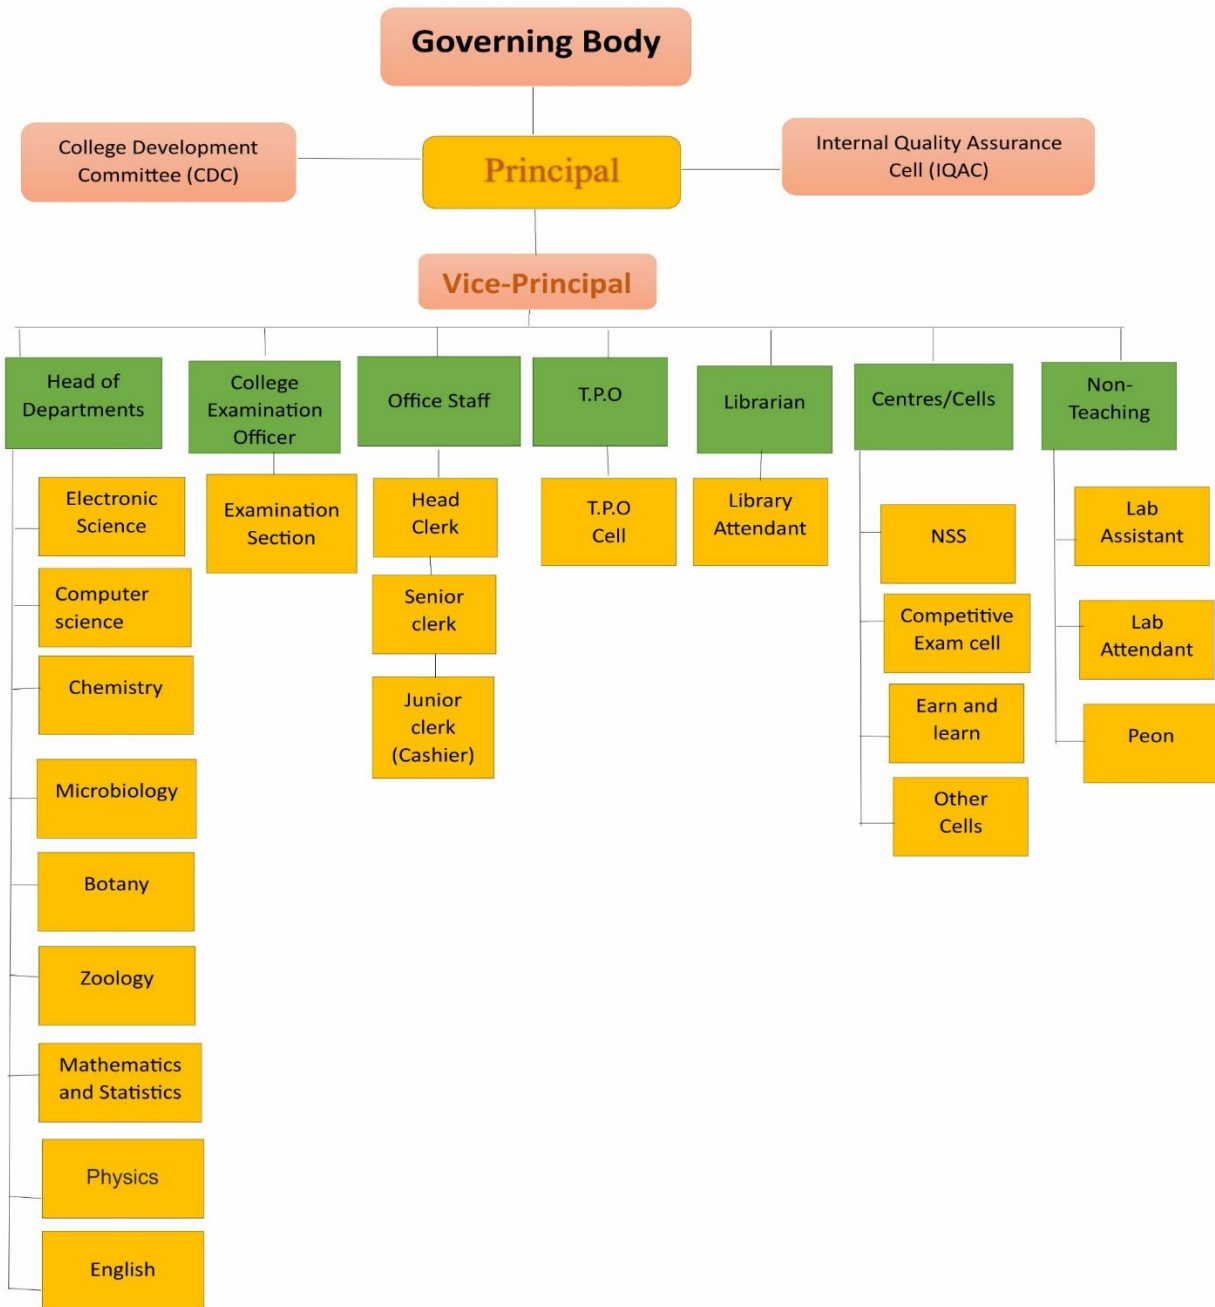 Governing Body
College Development
Committee (CDC)
Principal
Internal Quality Assurance
Cell (IQAC)
Vice-Principal
Head of
Departments
College
Examination
Officer
Office Staff
T.P.O
Librarian
Centres/Cells
Non-
Teaching
Electronic
Science
Computer
science
Chemistry
Microbiology
Botany
Zoology
Mathematics
and Statistics
Physics
English
Examination
Section
Head
Clerk
Senior
clerk
Junior
clerk
(Cashier)
T.P.O
Cell
Library
Attendant
NSS
Competitive
Exam cell
Earn and
learn
Other
Cells
Lab
Assistant
Lab
Attendant
Peon